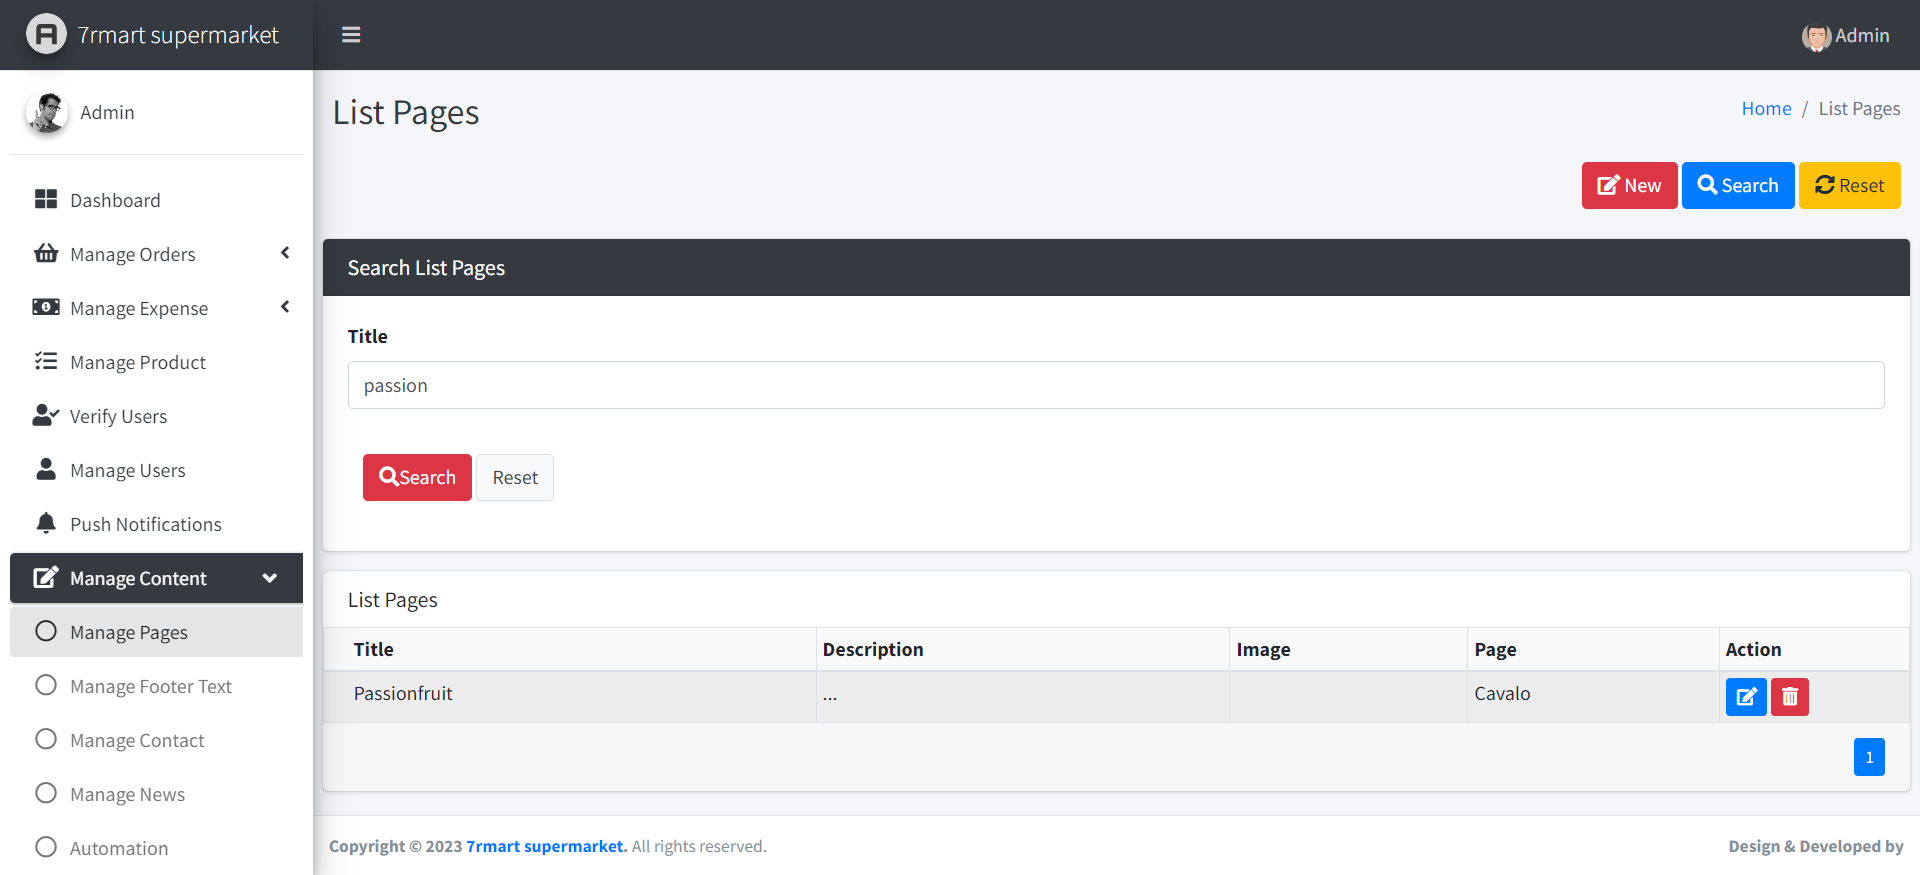 7rmart supermarket
Admin
Admin
List Pages
Home / List Pages
New
Search
Reset
Dashboard
Manage Orders
Manage Expense
Manage Product
Verify Users
Manage Users
Push Notifications
Manage Content
Manage Pages
Manage Footer Text
Manage Contact
Manage News
Automation
Search List Pages
Title
passion
Search
Reset
List Pages
Title Description Image Page Action
Passionfruit ... Cavalo
1
Copyright © 2023 7rmart supermarket. All rights reserved.
Design & Developed by